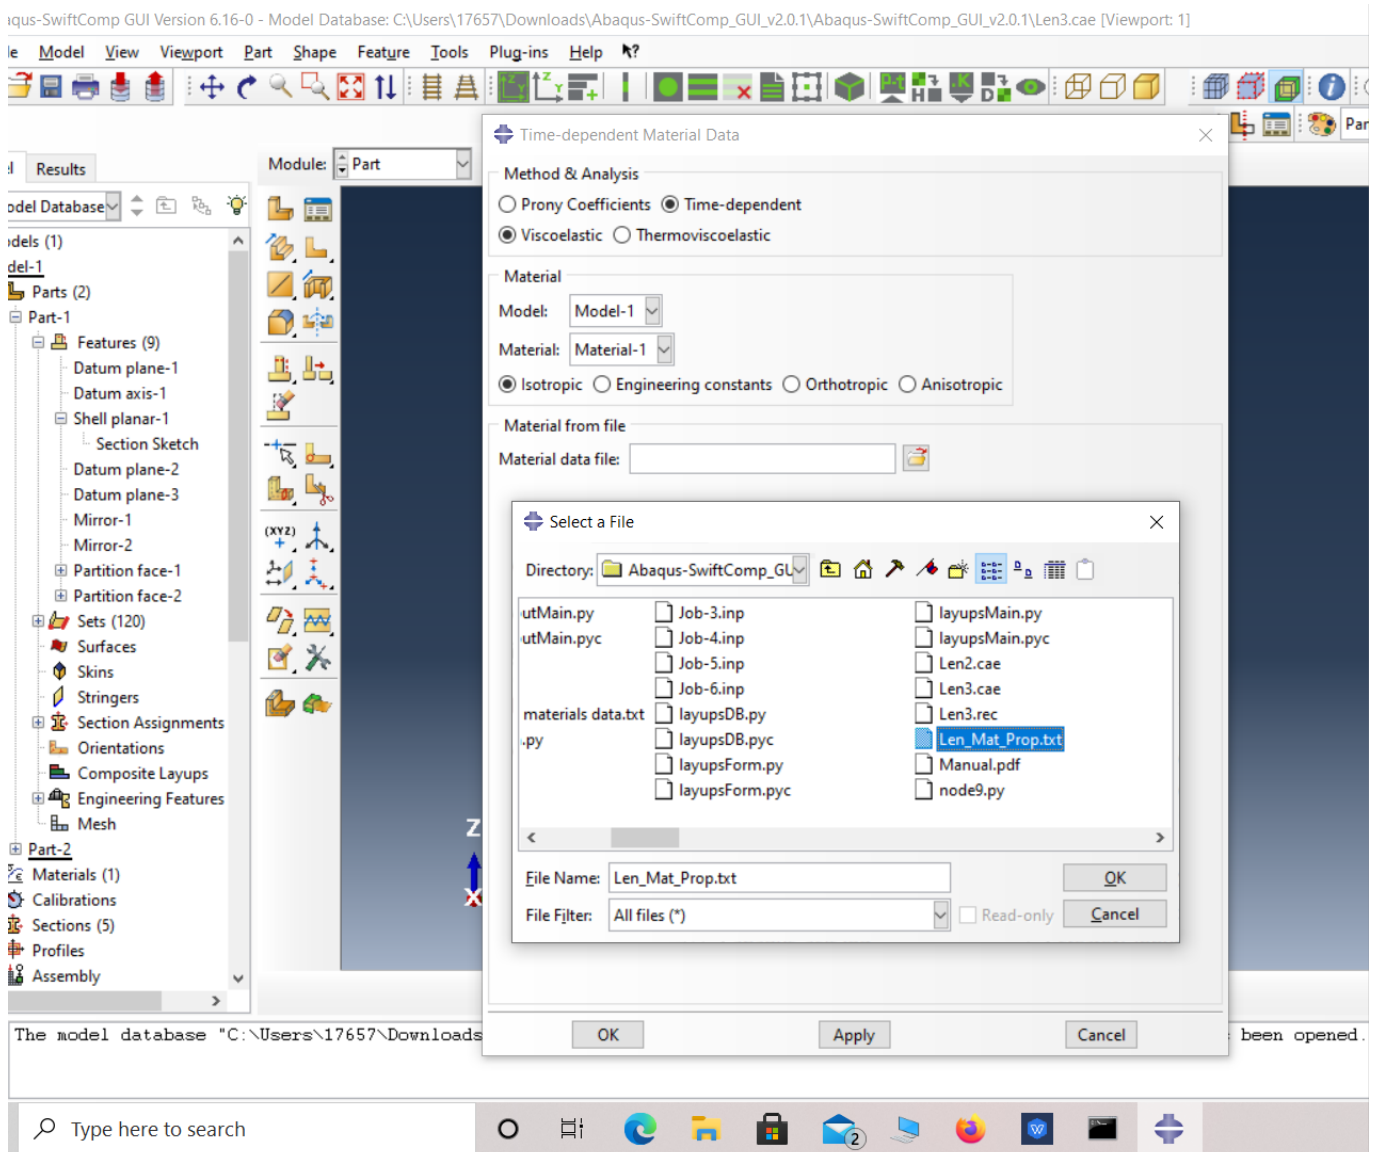 aqus-SwiftComp GUI Version 6.16-0 - Model Database: C:\Users\17657\Downloads\Abaqus-SwiftComp_GUI_v2.0.1\Abaqus-SwiftComp_GUI_v2.0.1\Len3.cae [Viewport: 1]
le Model View Viewport Part Shape Feature Tools Plug-ins Help
Time-dependent Material Data
Par
Results
Module: Part
Method & Analysis
Prony Coefficients Time-dependent
Viscoelastic Thermoviscoelastic
Material
Model: Model-1
Material: Material-1
Isotropic Engineering constants Orthotropic Anisotropic
Material from file
Material data file:
odel Database
odels (1)
del-1
Parts (2)
Part-1
Features (9)
Datum plane-1
Datum axis-1
Shell planar-1
Section Sketch
Datum plane-2
Datum plane-3
Mirror-1
Mirror-2
Partition face-1
Partition face-2
Sets (120)
Surfaces
Skins
Stringers
Section Assignments
Orientations
Composite Layups
Engineering Features
Mesh
Part-2
Materials (1)
Calibrations
Sections (5)
Profiles
Assembly
(XYZ)
Z
X
Select a File
Directory: Abaqus-SwiftComp_GU
utMain.py Job-3.inp layupsMain.py
utMain.pyc Job-4.inp layupsMain.pyc
Job-5.inp Len2.cae
Job-6.inp Len3.cae
materials data.txt layupsDB.py Len3.rec
.py layupsDB.pyc Len_Mat_Prop.txt
layupsForm.py Manual.pdf
layupsForm.pyc node9.py
File Name: Len_Mat_Prop.txt OK
File Filter: All files (*) Read-only Cancel
OK Apply Cancel
The model database "C:\Users\17657\Downloads been opened.
Type here to search
2